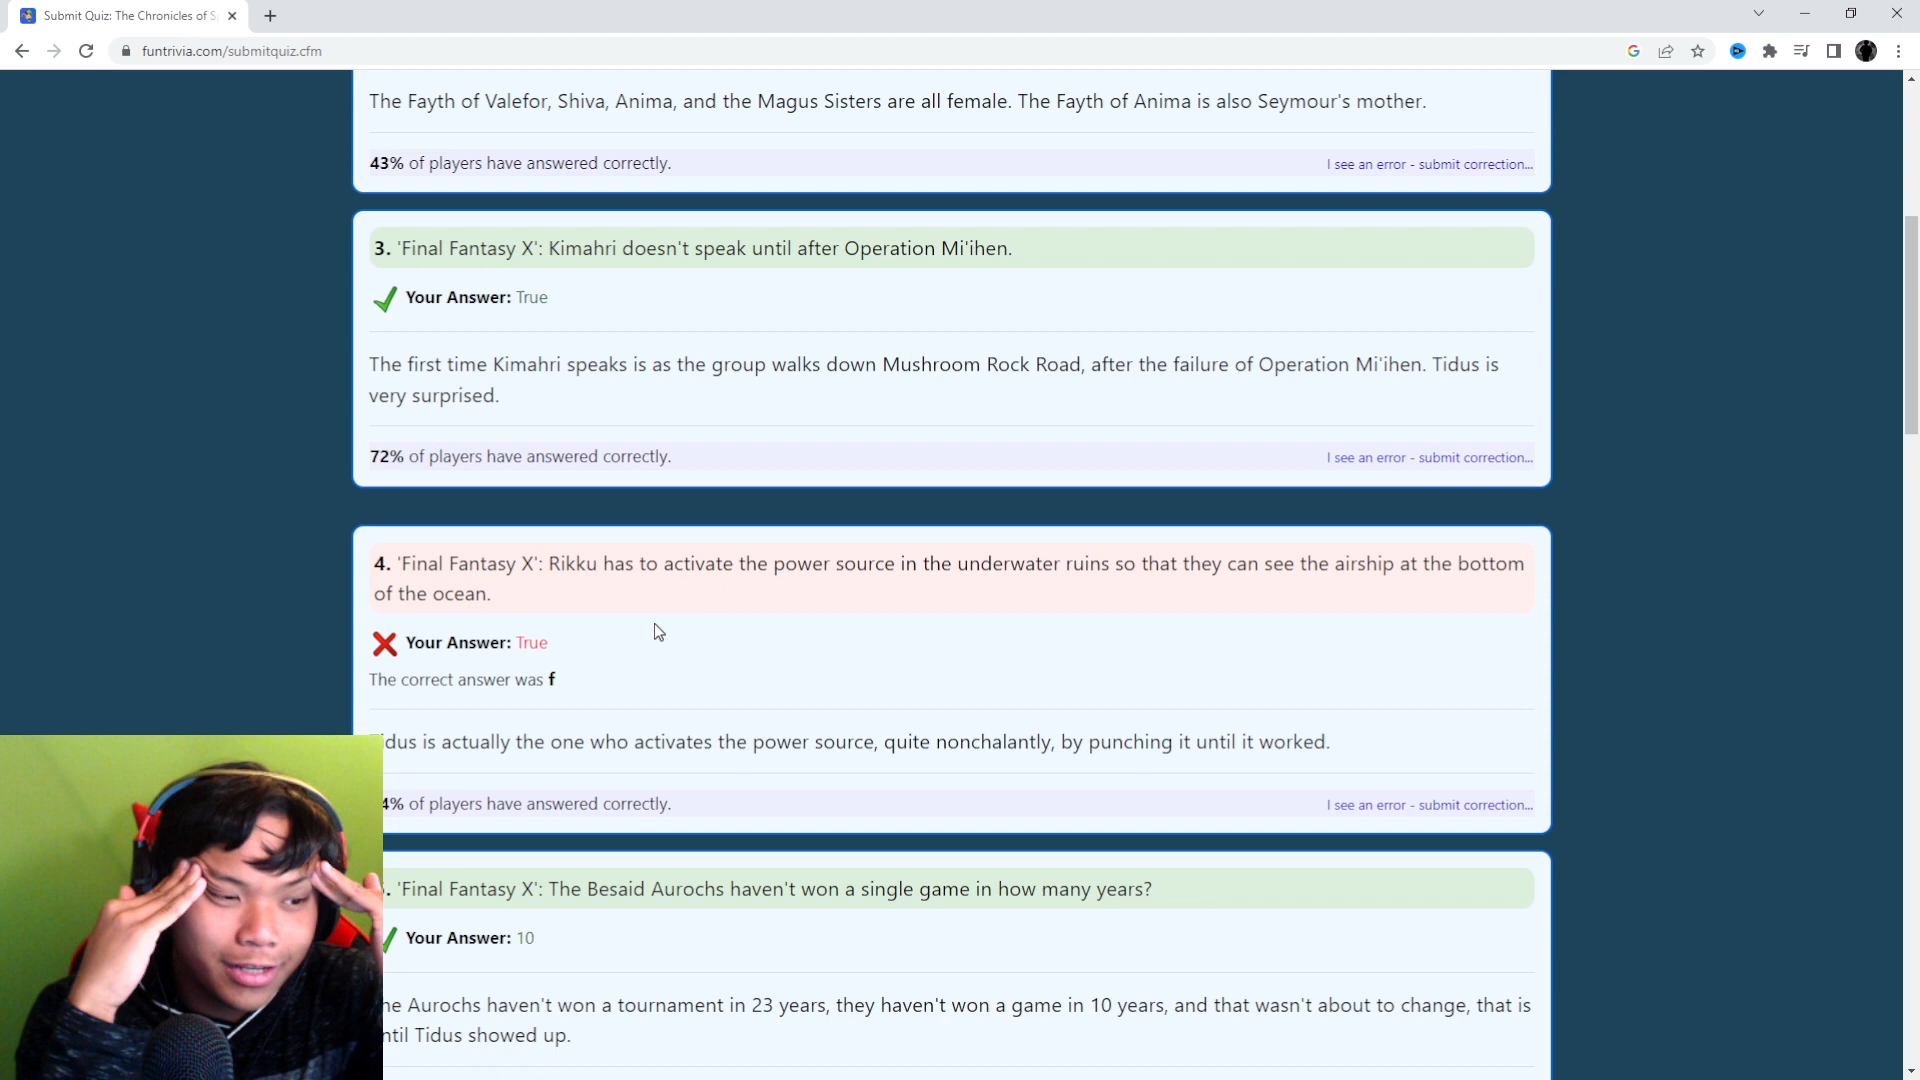 Submit Quiz: The Chronicles of S
funtrivia.com/submitquiz.cfm
The Fayth of Valefor, Shiva, Anima, and the Magus Sisters are all female. The Fayth of Anima is also Seymour's mother.
43% of players have answered correctly. I see an error - submit correction...
3. 'Final Fantasy X': Kimahri doesn't speak until after Operation Mi'ihen.
Your Answer: True
The first time Kimahri speaks is as the group walks down Mushroom Rock Road, after the failure of Operation Mi'ihen. Tidus is
very surprised.
72% of players have answered correctly. I see an error - submit correction...
4. 'Final Fantasy X': Rikku has to activate the power source in the underwater ruins so that they can see the airship at the bottom
of the ocean.
Your Answer: True
The correct answer was f
idus is actually the one who activates the power source, quite nonchalantly, by punching it until it worked.
4% of players have answered correctly. I see an error - submit correction...
. 'Final Fantasy X': The Besaid Aurochs haven't won a single game in how many years?
Your Answer: 10
he Aurochs haven't won a tournament in 23 years, they haven't won a game in 10 years, and that wasn't about to change, that is
ntil Tidus showed up.